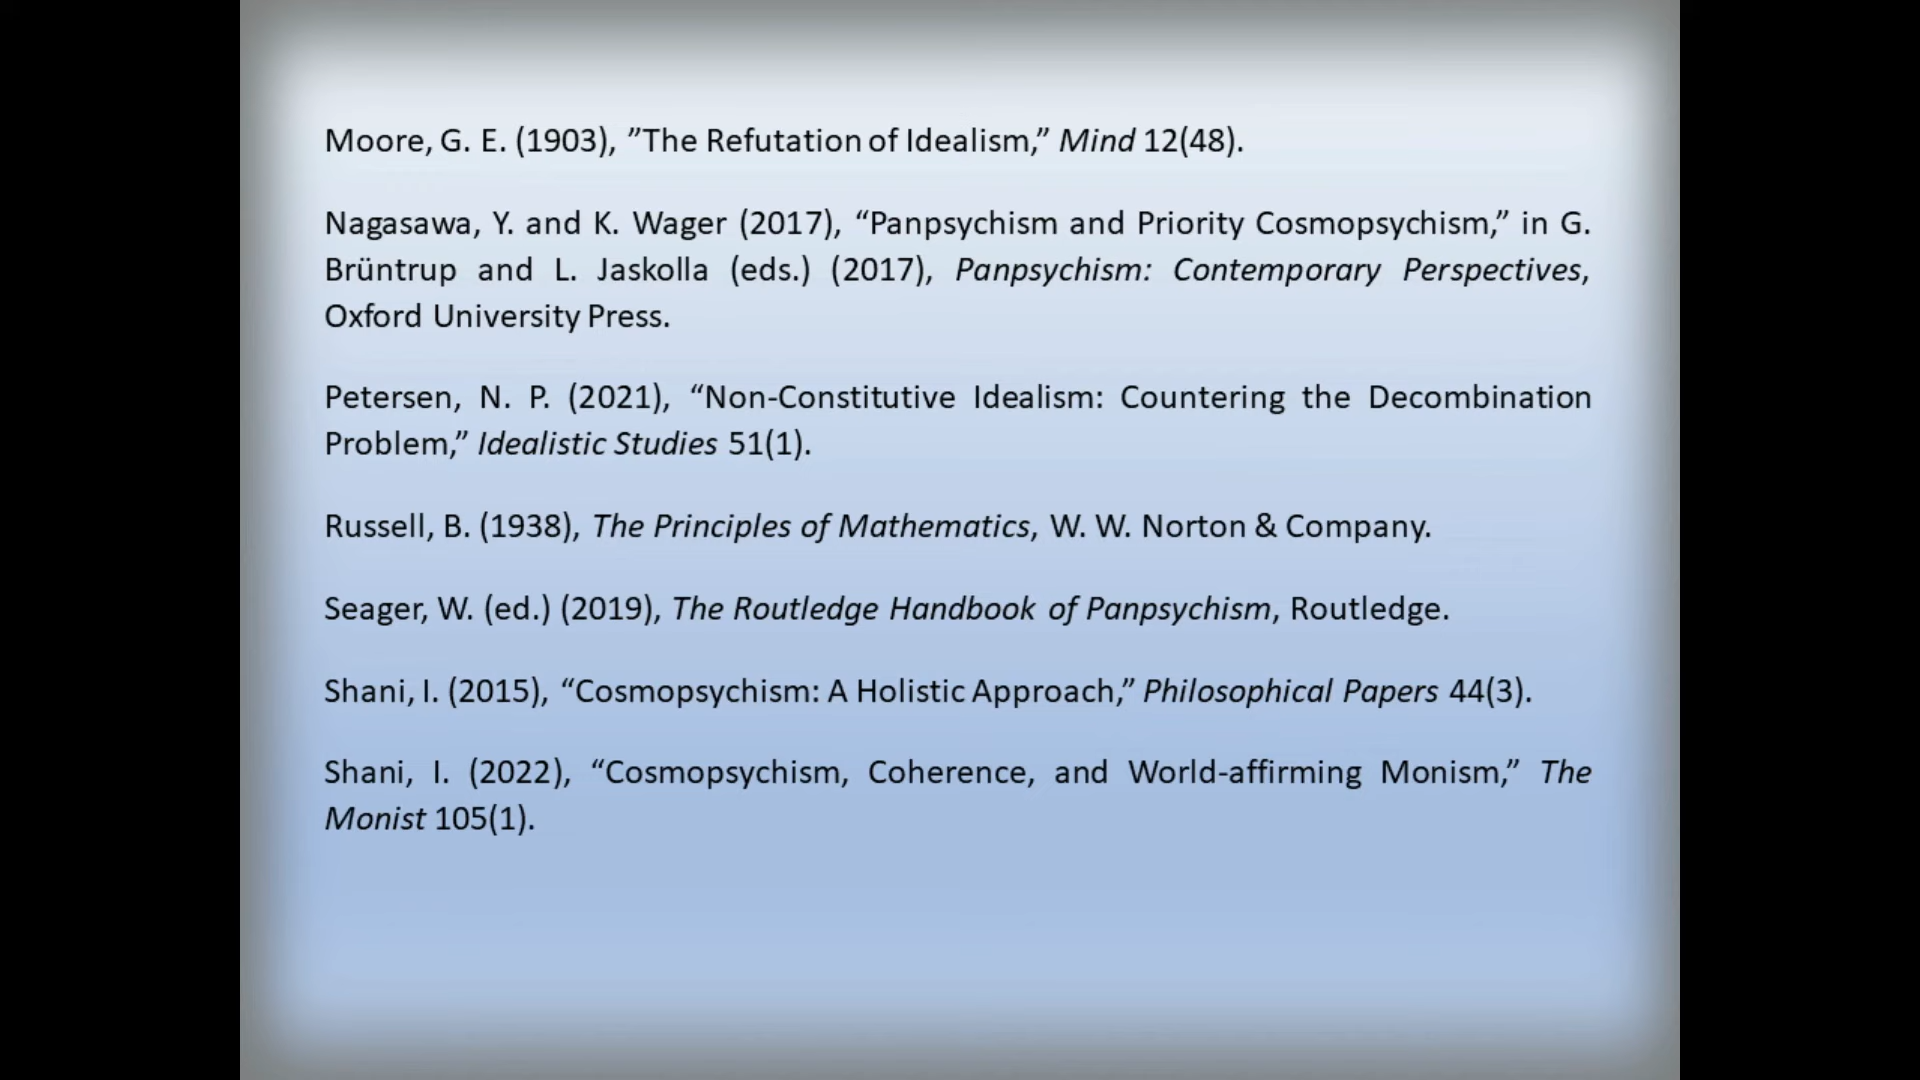 Moore, G. E. (1903), ”The Refutation of Idealism,” Mind 12(48).
Nagasawa, Y. and K. Wager (2017), “Panpsychism and Priority Cosmopsychism,” in G.
Brüntrup and L. Jaskolla (eds.) (2017), Panpsychism: Contemporary Perspectives,
Oxford University Press.
Petersen, N. P. (2021), “Non-Constitutive Idealism: Countering the Decombination
Problem,” Idealistic Studies 51(1).
Russell, B. (1938), The Principles of Mathematics, W. W. Norton & Company.
Seager, W. (ed.) (2019), The Routledge Handbook of Panpsychism, Routledge.
Shani, I. (2015), “Cosmopsychism: A Holistic Approach,” Philosophical Papers 44(3).
Shani, I. (2022), “Cosmopsychism, Coherence, and World-affirming Monism,” The
Monist 105(1).